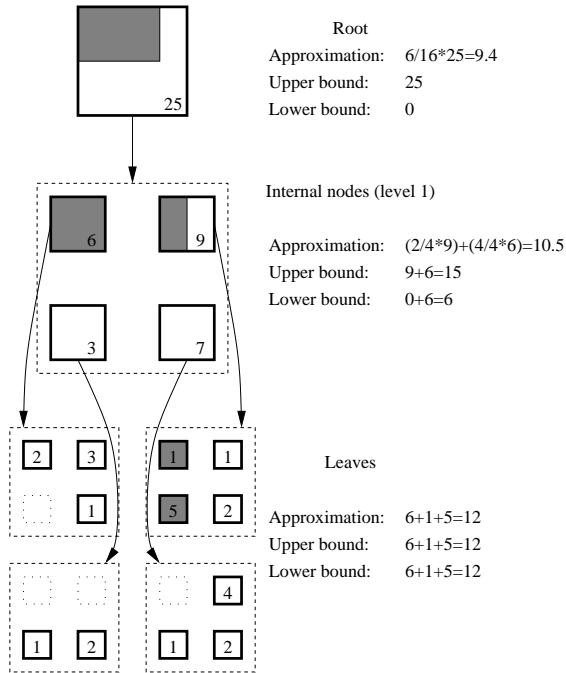 Root
Approximation: 6/16*25=9.4
Upper bound: 25
Lower bound: 0
25
Internal nodes (level 1)
6 9
Approximation: (2/4*9)+(4/4*6)=10.5
Upper bound: 9+6=15
Lower bound: 0+6=6
3 7
2 3 1 1
Leaves
1 5 2
Approximation: 6+1+5=12
Upper bound: 6+1+5=12
Lower bound: 6+1+5=12
4
1 2 1 2